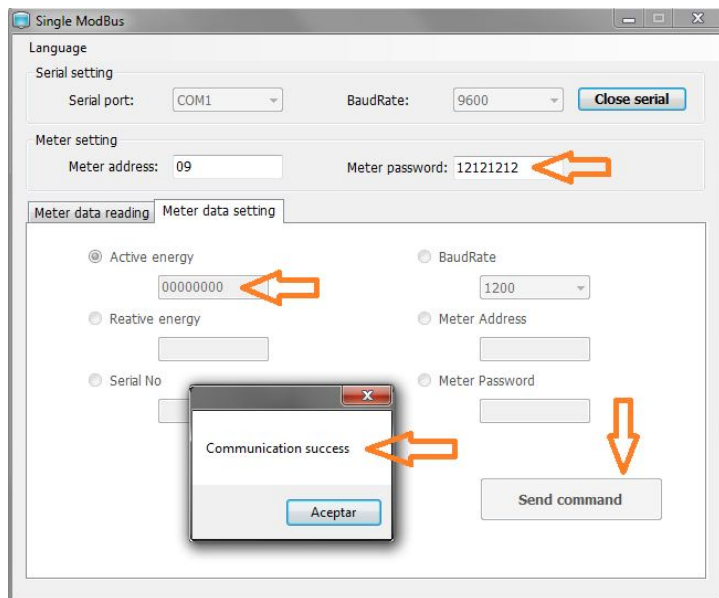 Single ModBus
Language
Serial setting
Serial port: COM1 BaudRate: 9600 Close serial
Meter setting
Meter address: 09 Meter password: 12121212
Meter data reading Meter data setting
Active energy BaudRate
00000000 1200
Reative energy Meter Address
Serial No Meter Password
Communication success
Send command
Aceptar